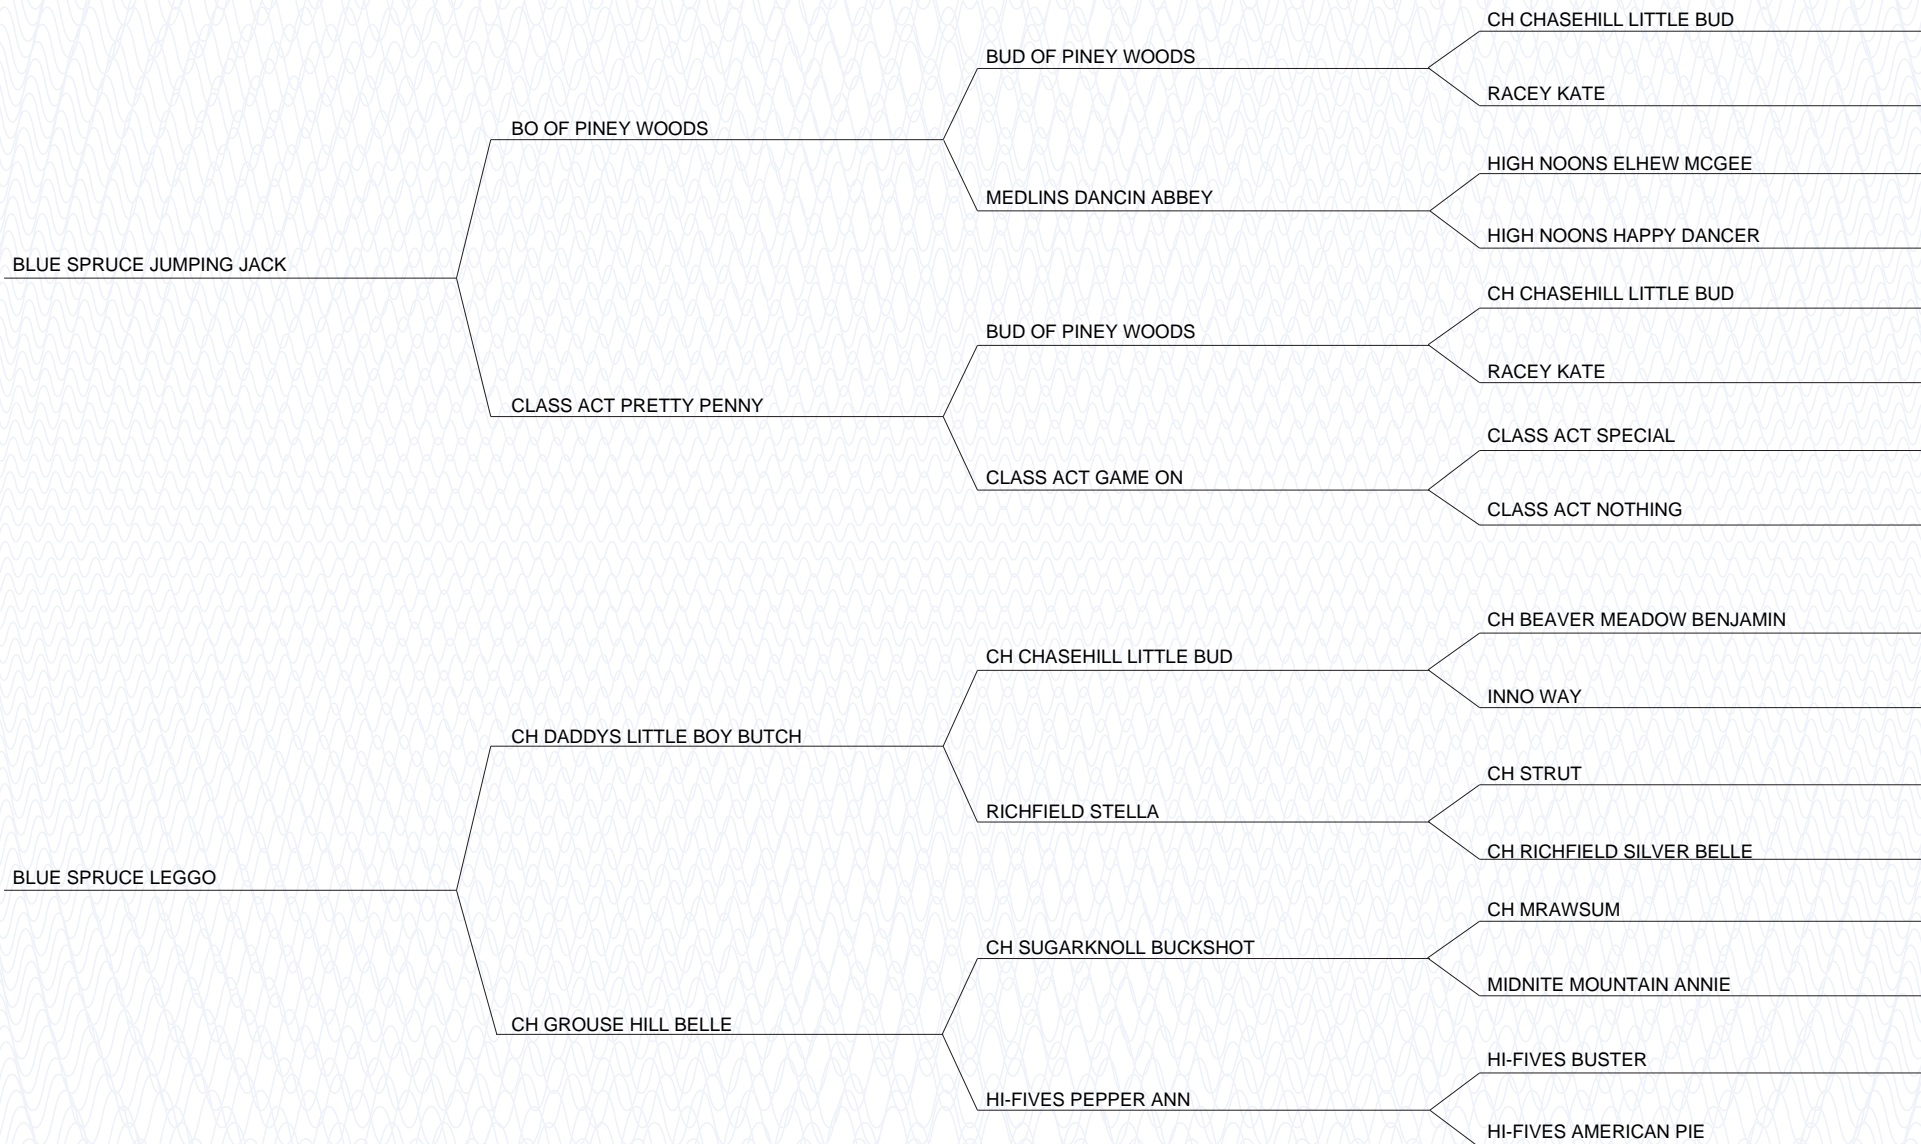 CH CHASEHILL LITTLE BUD
BUD OF PINEY WOODS
RACEY KATE
BO OF PINEY WOODS
HIGH NOONS ELHEW MCGEE
MEDLINS DANCIN ABBEY
HIGH NOONS HAPPY DANCER
BLUE SPRUCE JUMPING JACK
CH CHASEHILL LITTLE BUD
BUD OF PINEY WOODS
RACEY KATE
CLASS ACT PRETTY PENNY
CLASS ACT SPECIAL
CLASS ACT GAME ON
CLASS ACT NOTHING
CH BEAVER MEADOW BENJAMIN
CH CHASEHILL LITTLE BUD
INNO WAY
CH DADDYS LITTLE BOY BUTCH
CH STRUT
RICHFIELD STELLA
CH RICHFIELD SILVER BELLE
BLUE SPRUCE LEGGO
CH MRAWSUM
CH SUGARKNOLL BUCKSHOT
MIDNITE MOUNTAIN ANNIE
CH GROUSE HILL BELLE
HI-FIVES BUSTER
HI-FIVES PEPPER ANN
HI-FIVES AMERICAN PIE